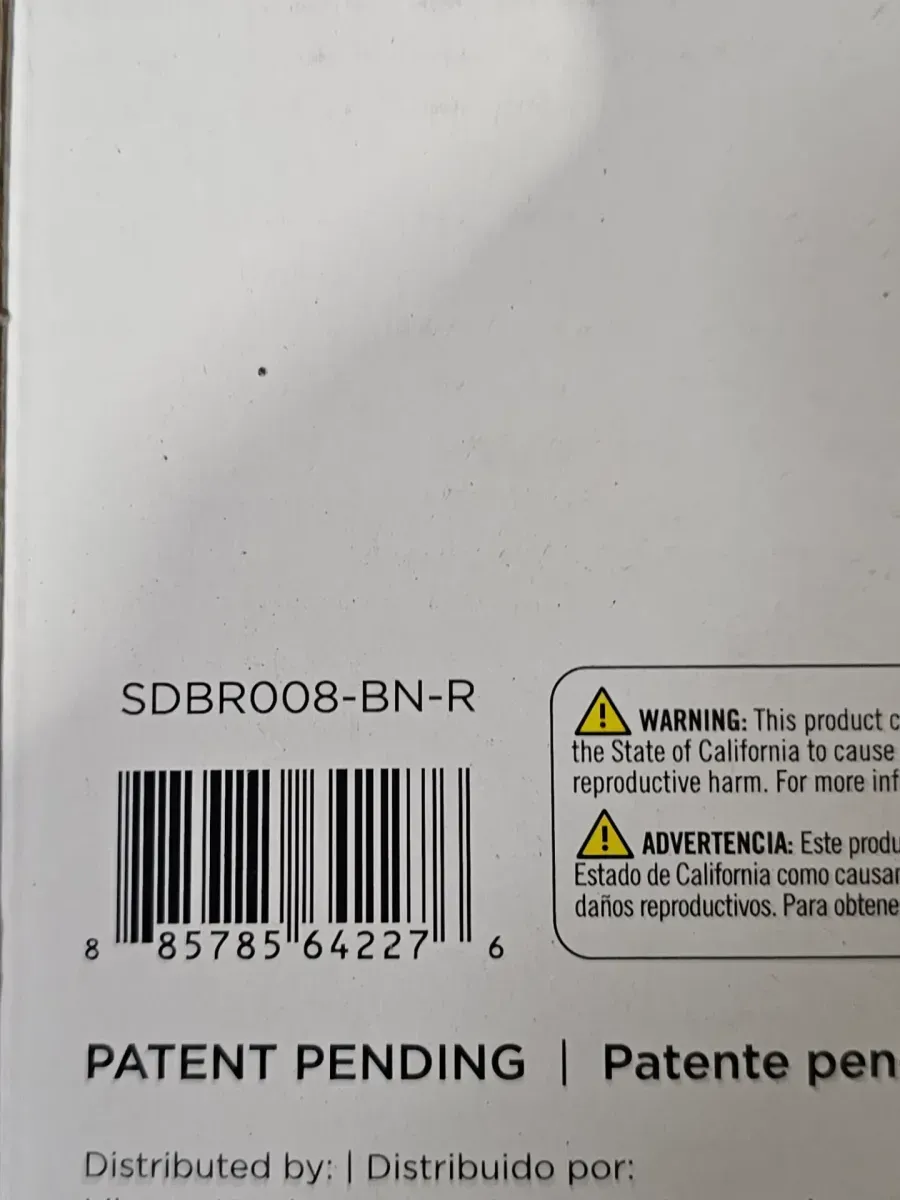 SDBR008-BN-R
WARNING: This product c
the State of California to cause
reproductive harm. For more inf
ADVERTENCIA: Este produ
Estado de California como causar
daños reproductivos. Para obtene
8 85785 64227 6
PATENT PENDING | Patente pen
Distributed by: | Distribuido por: